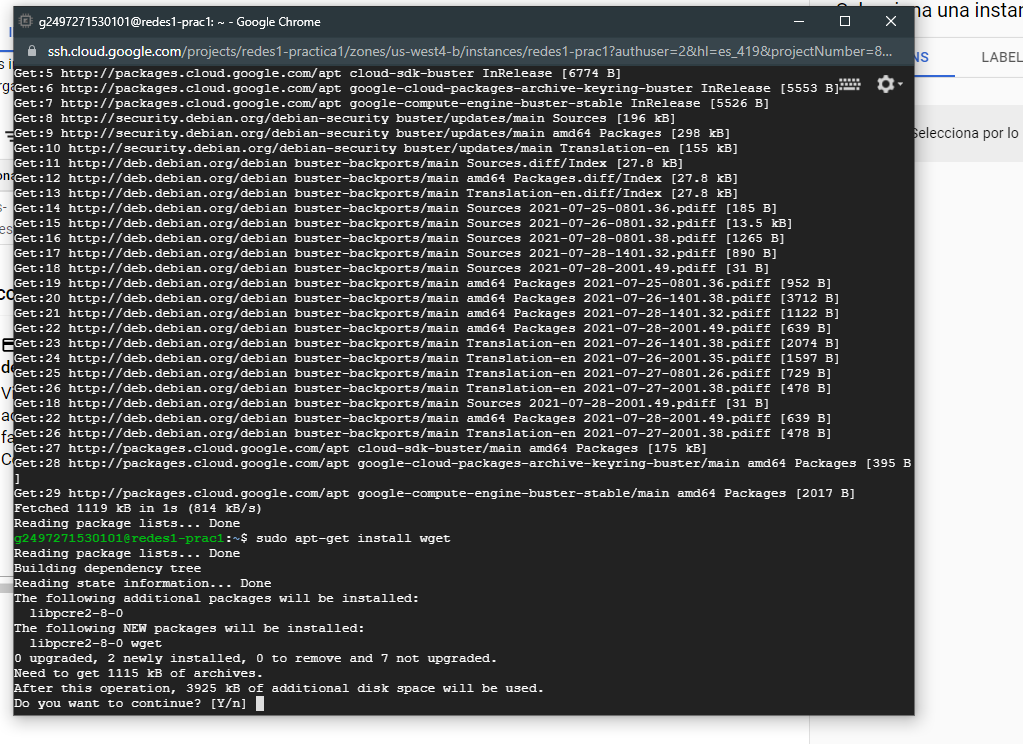 g2497271530101@redes1-prac1: ~ - Google Chrome
ssh.cloud.google.com/projects/redes1-practica1/zones/us-west4-b/instances/redes1-prac1?authuser=2&hl=es_419&projectNumber=8...
Get:5 http://packages.cloud.google.com/apt cloud-sdk-buster InRelease [6774 B]
Get:6 http://packages.cloud.google.com/apt google-cloud-packages-archive-keyring-buster InRelease [5553 B]
Get:7 http://packages.cloud.google.com/apt google-compute-engine-buster-stable InRelease [5526 B]
Get:8 http://security.debian.org/debian-security buster/updates/main Sources [196 kB]
Get:9 http://security.debian.org/debian-security buster/updates/main amd64 Packages [298 kB]
Get:10 http://security.debian.org/debian-security buster/updates/main Translation-en [155 kB]
Get:11 http://deb.debian.org/debian buster-backports/main Sources.diff/Index [27.8 kB]
Get:12 http://deb.debian.org/debian buster-backports/main amd64 Packages.diff/Index [27.8 kB]
Get:13 http://deb.debian.org/debian buster-backports/main Translation-en.diff/Index [27.8 kB]
Get:14 http://deb.debian.org/debian buster-backports/main Sources 2021-07-25-0801.36.pdiff [185 B]
Get:15 http://deb.debian.org/debian buster-backports/main Sources 2021-07-26-0801.32.pdiff [13.5 kB]
Get:16 http://deb.debian.org/debian buster-backports/main Sources 2021-07-28-0801.38.pdiff [1265 B]
Get:17 http://deb.debian.org/debian buster-backports/main Sources 2021-07-28-1401.32.pdiff [890 B]
Get:18 http://deb.debian.org/debian buster-backports/main Sources 2021-07-28-2001.49.pdiff [31 B]
Get:19 http://deb.debian.org/debian buster-backports/main amd64 Packages 2021-07-25-0801.36.pdiff [952 B]
Get:20 http://deb.debian.org/debian buster-backports/main amd64 Packages 2021-07-26-1401.38.pdiff [3712 B]
Get:21 http://deb.debian.org/debian buster-backports/main amd64 Packages 2021-07-28-1401.32.pdiff [1122 B]
Get:22 http://deb.debian.org/debian buster-backports/main amd64 Packages 2021-07-28-2001.49.pdiff [639 B]
Get:23 http://deb.debian.org/debian buster-backports/main Translation-en 2021-07-26-1401.38.pdiff [2074 B]
Get:24 http://deb.debian.org/debian buster-backports/main Translation-en 2021-07-26-2001.35.pdiff [1597 B]
Get:25 http://deb.debian.org/debian buster-backports/main Translation-en 2021-07-27-0801.26.pdiff [729 B]
Get:26 http://deb.debian.org/debian buster-backports/main Translation-en 2021-07-27-2001.38.pdiff [478 B]
Get:18 http://deb.debian.org/debian buster-backports/main Sources 2021-07-28-2001.49.pdiff [31 B]
Get:22 http://deb.debian.org/debian buster-backports/main amd64 Packages 2021-07-28-2001.49.pdiff [639 B]
Get:26 http://deb.debian.org/debian buster-backports/main Translation-en 2021-07-27-2001.38.pdiff [478 B]
Get:27 http://packages.cloud.google.com/apt cloud-sdk-buster/main amd64 Packages [175 kB]
Get:28 http://packages.cloud.google.com/apt google-cloud-packages-archive-keyring-buster/main amd64 Packages [395 B
]
Get:29 http://packages.cloud.google.com/apt google-compute-engine-buster-stable/main amd64 Packages [2017 B]
Fetched 1119 kB in 1s (814 kB/s)
Reading package lists... Done
g2497271530101@redes1-prac1:~$ sudo apt-get install wget
Reading package lists... Done
Building dependency tree
Reading state information... Done
The following additional packages will be installed:
  libpcre2-8-0
The following NEW packages will be installed:
  libpcre2-8-0 wget
0 upgraded, 2 newly installed, 0 to remove and 7 not upgraded.
Need to get 1115 kB of archives.
After this operation, 3925 kB of additional disk space will be used.
Do you want to continue? [Y/n]
una instan
NS LABEL
Selecciona por lo